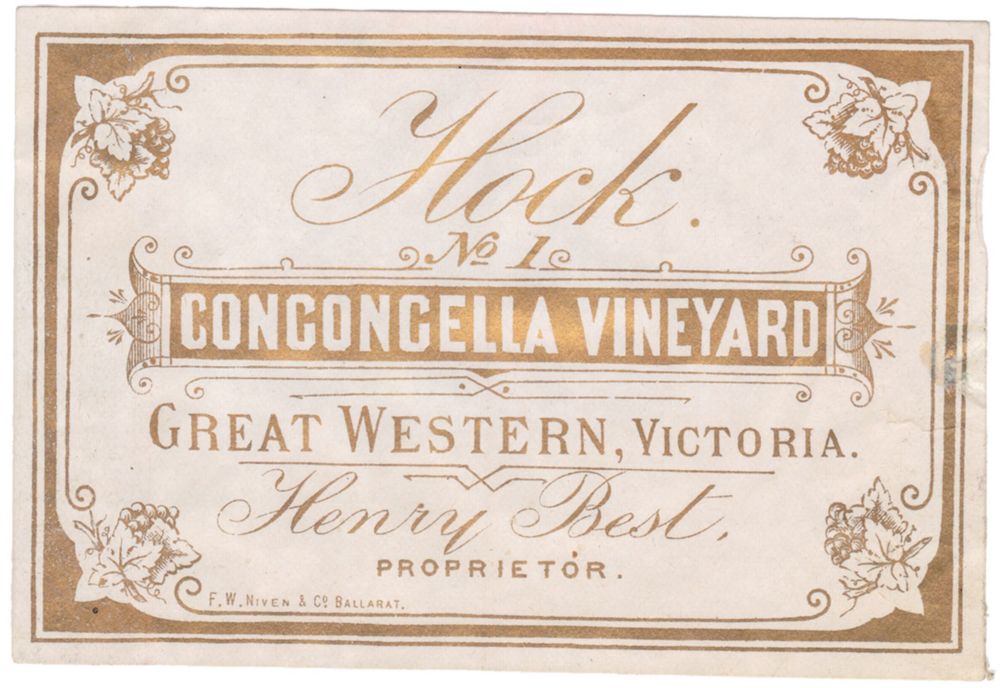 Hock.
No 1
CONCONGELLA VINEYARD
GREAT WESTERN, VICTORIA.
Henry Best,
PROPRIETOR.
F. W. NIVEN & Co. BALLARAT.